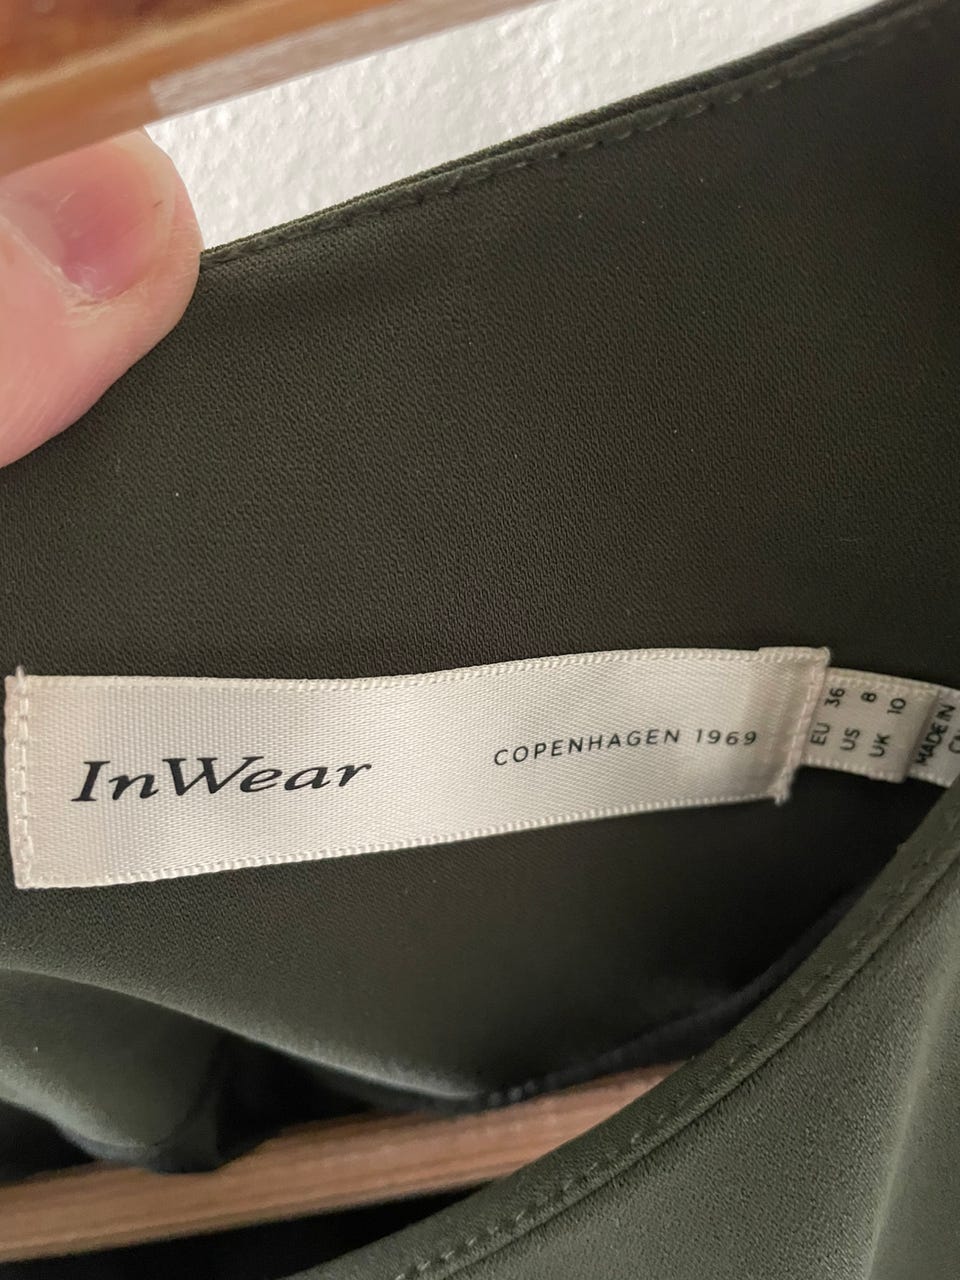 InWear
COPENHAGEN 1969
EU 36
US 8
UK 10
MADE IN